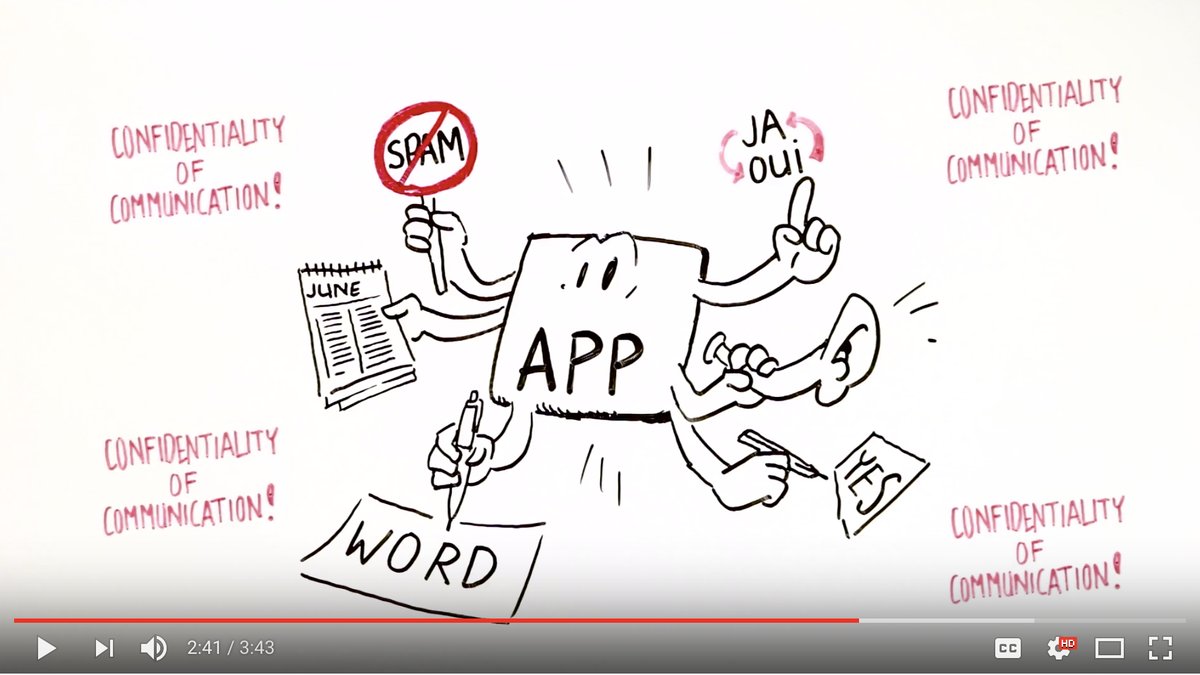 CONFIDENTIALITY
OF
COMMUNICATION!
SPAM
JA
OUI
CONFIDENTIALITY
OF
COMMUNICATION!
JUNE
APP
CONFIDENTIALITY
OF
COMMUNICATION!
WORD
YES
CONFIDENTIALITY
OF
COMMUNICATION!
2:41 / 3:43
CC
HD